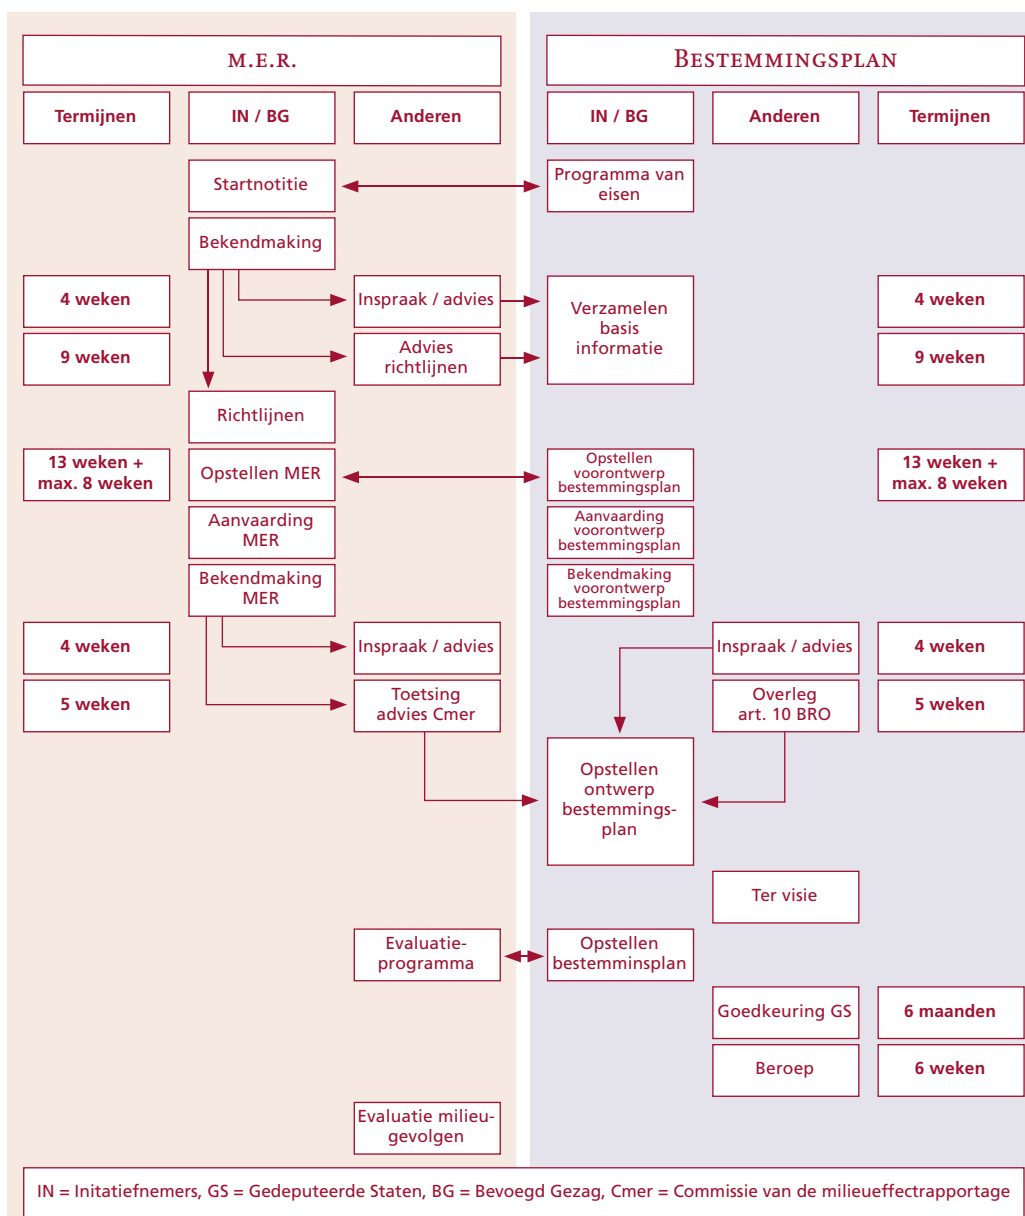 M.E.R.
BESTEMMINGSPLAN
Termijnen
IN / BG
Anderen
IN / BG
Anderen
Termijnen
Startnotitie
Programma van
eisen
Bekendmaking
4 weken
Inspraak / advies
Verzamelen
basis
informatie
4 weken
9 weken
Advies
richtlijnen
9 weken
Richtlijnen
13 weken +
max. 8 weken
Opstellen MER
Opstellen
voorontwerp
bestemmingsplan
13 weken +
max. 8 weken
Aanvaarding
MER
Aanvaarding
voorontwerp
bestemmingsplan
Bekendmaking
MER
Bekendmaking
voorontwerp
bestemmingsplan
4 weken
Inspraak / advies
Inspraak / advies
4 weken
5 weken
Toetsing
advies Cmer
Overleg
art. 10 BRO
5 weken
Opstellen
ontwerp
bestemmings-
plan
Ter visie
Evaluatie-
programma
Opstellen
bestemminsplan
Goedkeuring GS
6 maanden
Beroep
6 weken
Evaluatie milieu-
gevolgen
IN = Initatiefnemers, GS = Gedeputeerde Staten, BG = Bevoegd Gezag, Cmer = Commissie van de milieueffectrapportage